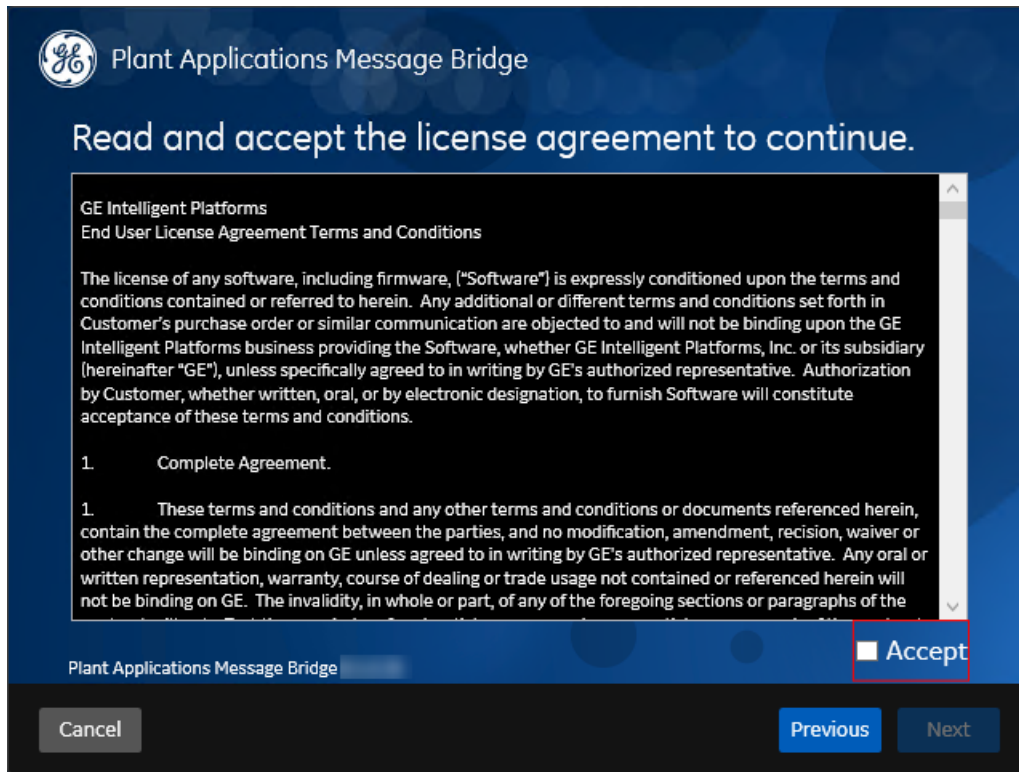 Plant Applications Message Bridge
Read and accept the license agreement to continue.
GE Intelligent Platforms
End User License Agreement Terms and Conditions
The license of any software, including firmware, ("Software") is expressly conditioned upon the terms and
conditions contained or referred to herein. Any additional or different terms and conditions set forth in
Customer's purchase order or similar communication are objected to and will not be binding upon the GE
Intelligent Platforms business providing the Software, whether GE Intelligent Platforms, Inc. or its subsidiary
(hereinafter "GE"), unless specifically agreed to in writing by GE's authorized representative. Authorization
by Customer, whether written, oral, or by electronic designation, to furnish Software will constitute
acceptance of these terms and conditions.
1. Complete Agreement.
1. These terms and conditions and any other terms and conditions or documents referenced herein,
contain the complete agreement between the parties, and no modification, amendment, recision, waiver or
other change will be binding on GE unless agreed to in writing by GE's authorized representative. Any oral or
written representation, warranty, course of dealing or trade usage not contained or referenced herein will
not be binding on GE. The invalidity, in whole or part, of any of the foregoing sections or paragraphs of the
Accept
Plant Applications Message Bridge
Cancel
Previous
Next